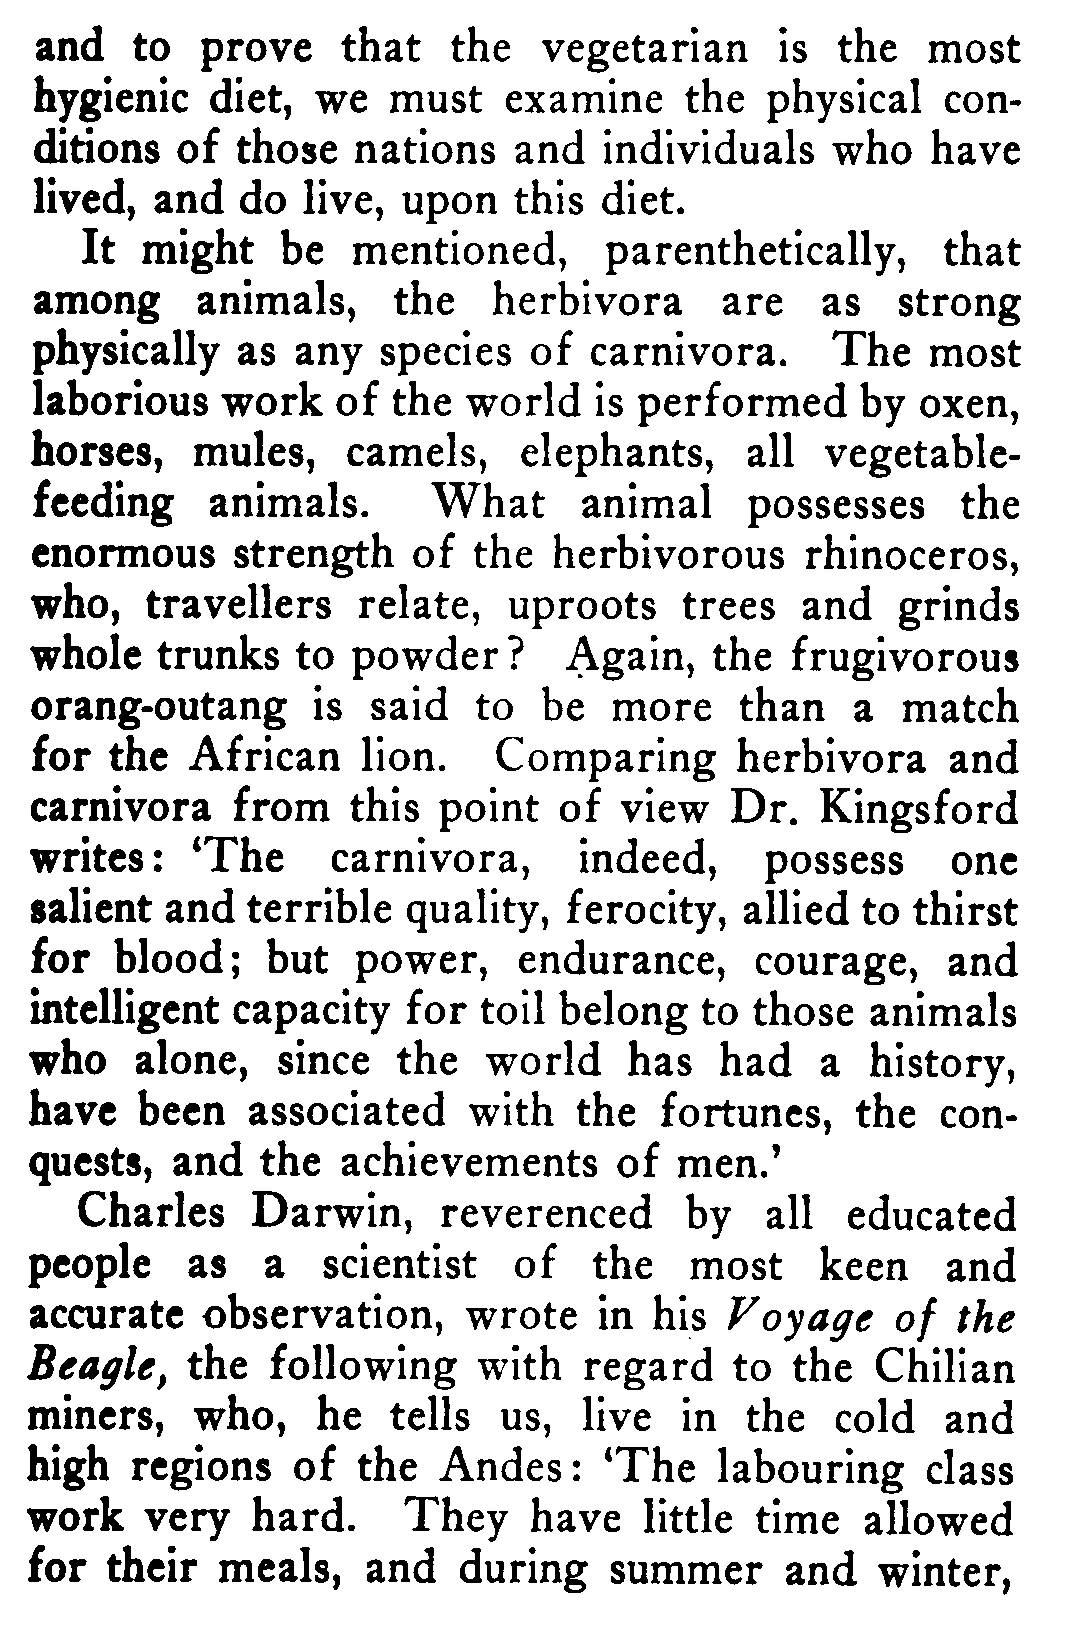 and to prove that the vegetarian is the most
hygienic diet, we must examine the physical con-
ditions of those nations and individuals who have
lived, and do live, upon this diet.
It might be mentioned, parenthetically, that
among animals, the herbivora are as strong
physically as any species of carnivora. The most
laborious work of the world is performed by oxen,
horses, mules, camels, elephants, all vegetable-
feeding animals. What animal possesses the
enormous strength of the herbivorous rhinoceros,
who, travellers relate, uproots trees and grinds
whole trunks to powder? Again, the frugivorous
orang-outang is said to be more than a match
for the African lion. Comparing herbivora and
carnivora from this point of view Dr. Kingsford
writes: ‘The carnivora, indeed, possess one
salient and terrible quality, ferocity, allied to thirst
for blood; but power, endurance, courage, and
intelligent capacity for toil belong to those animals
who alone, since the world has had a history,
have been associated with the fortunes, the con-
quests, and the achievements of men.’
Charles Darwin, reverenced by all educated
people as a scientist of the most keen and
accurate observation, wrote in his Voyage of the
Beagle, the following with regard to the Chilian
miners, who, he tells us, live in the cold and
high regions of the Andes: ‘The labouring class
work very hard. They have little time allowed
for their meals, and during summer and winter,